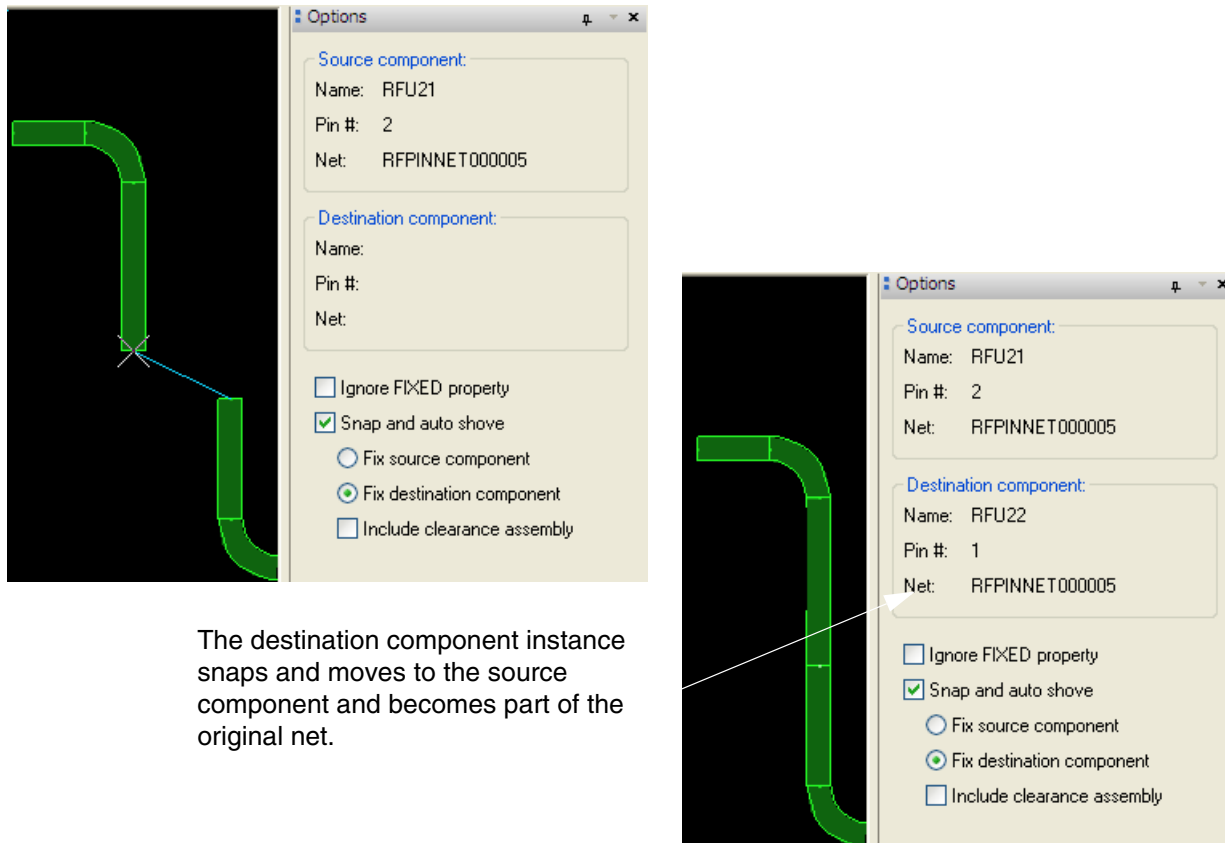 Options
Source component:
Name: RFU21
Pin #: 2
Net: RFPINNET000005
Destination component:
Name:
Pin #:
Net:
Ignore FIXED property
Snap and auto shove
Fix source component
Fix destination component
Include clearance assembly
The destination component instance
snaps and moves to the source
component and becomes part of the
original net.
Options
Source component:
Name: RFU21
Pin #: 2
Net: RFPINNET000005
Destination component:
Name: RFU22
Pin #: 1
Net: RFPINNET000005
Ignore FIXED property
Snap and auto shove
Fix source component
Fix destination component
Include clearance assembly